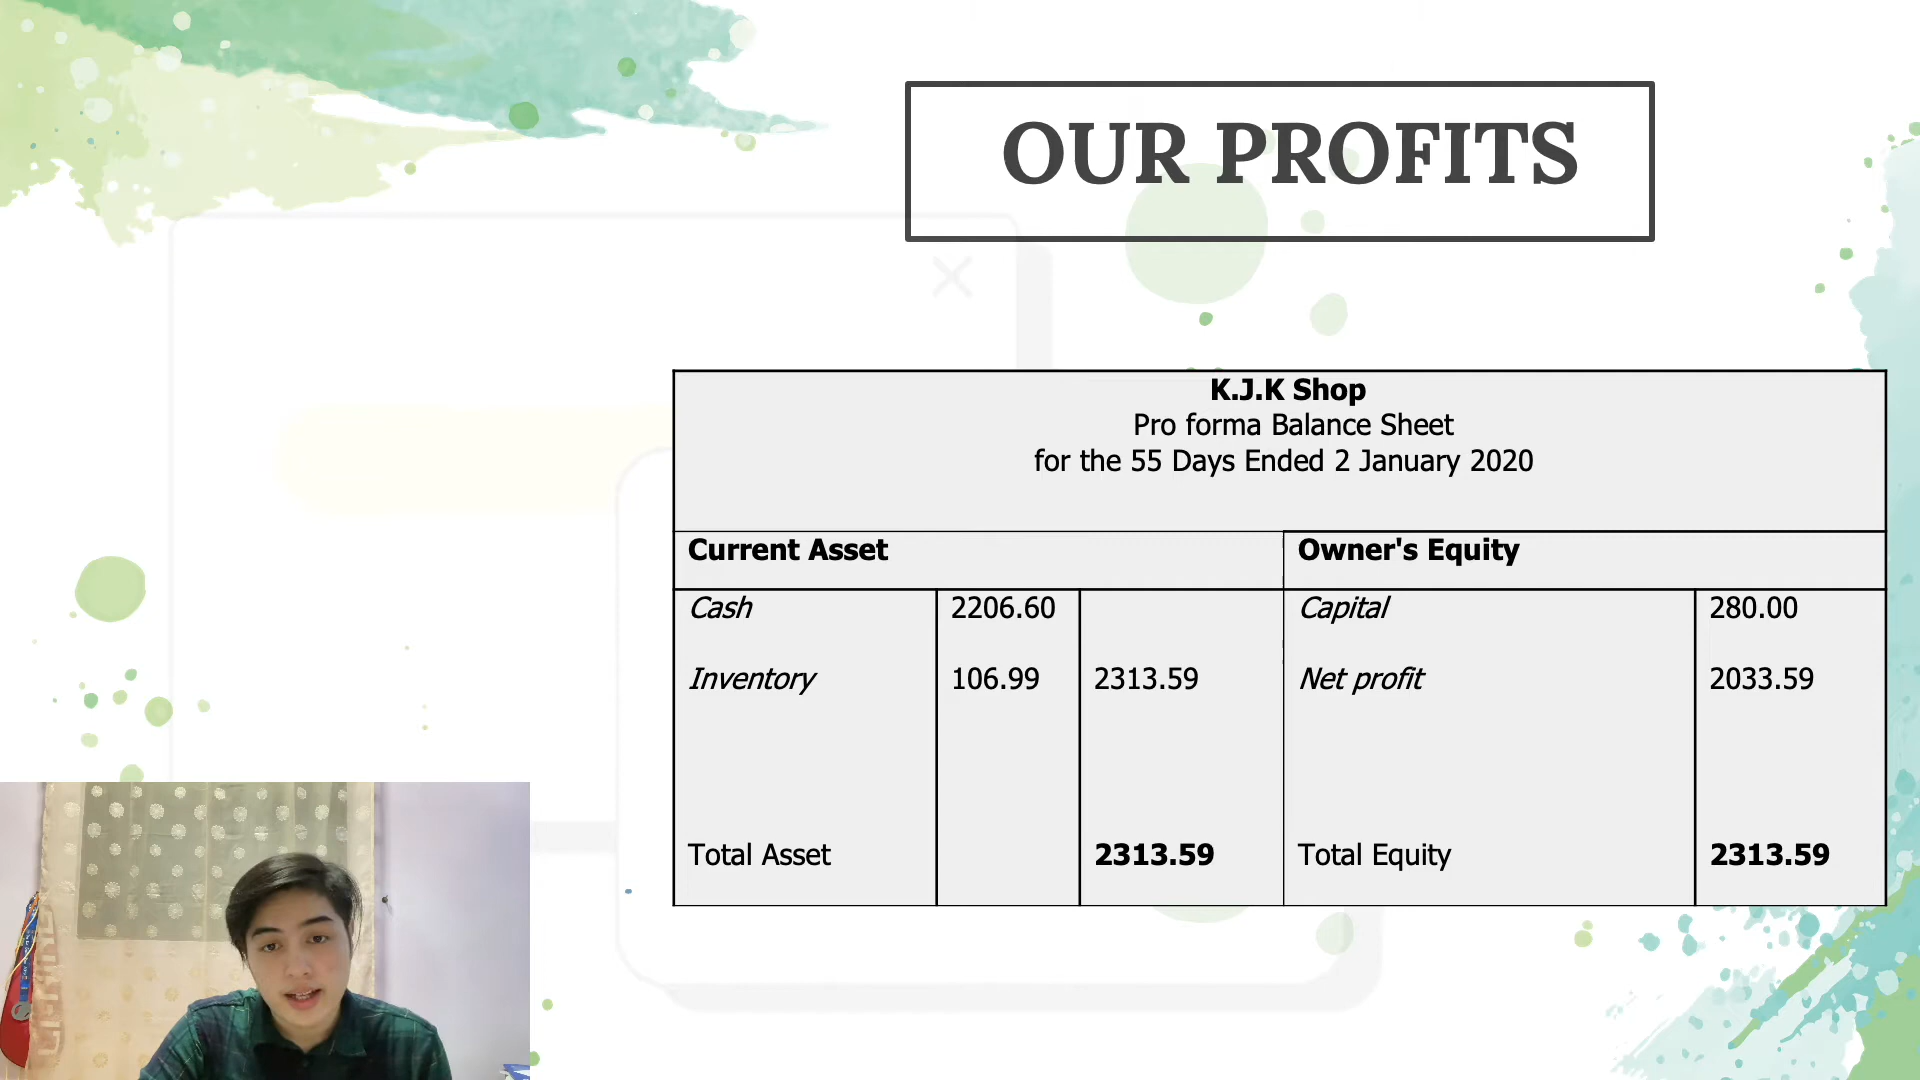 OUR PROFITS
K.J.K Shop
Pro forma Balance Sheet
for the 55 Days Ended 2 January 2020
Current Asset Owner's Equity
Cash 2206.60 Capital 280.00
Inventory 106.99 2313.59 Net profit 2033.59
Total Asset 2313.59 Total Equity 2313.59